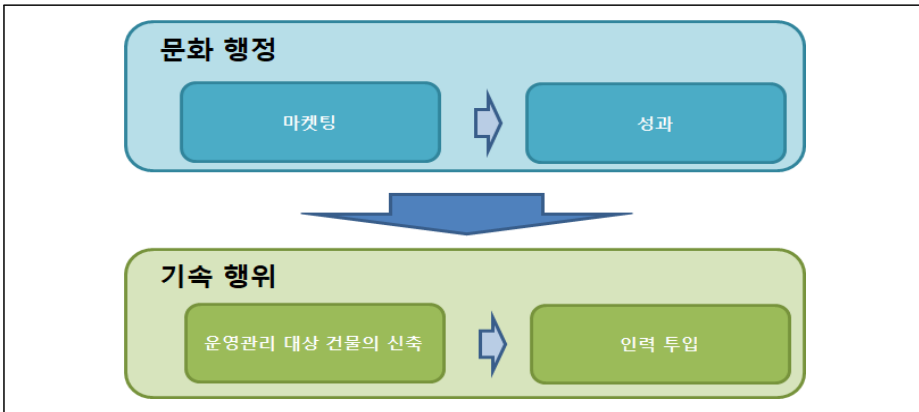 문화 행정
마켓팅
성과
기속 행위
운영관리 대상 건물의 신축
인력 투입